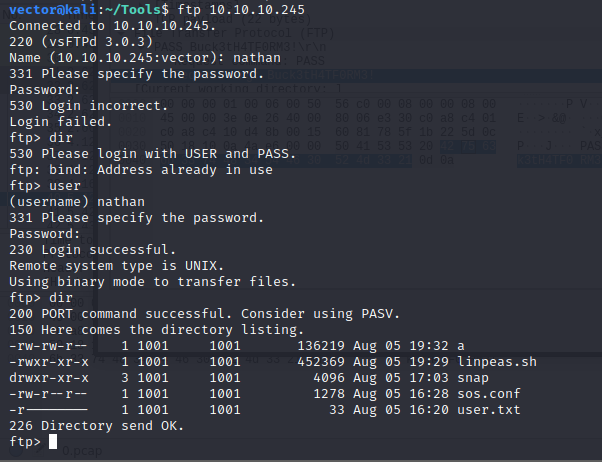 vector@kali:~/Tools$ ftp 10.10.10.245
Connected to 10.10.10.245.
220 (vsFTPd 3.0.3)
Name (10.10.10.245:vector): nathan
331 Please specify the password.
Password:
530 Login incorrect.
Login failed.
ftp> dir
530 Please login with USER and PASS.
ftp: bind: Address already in use
ftp> user
(username) nathan
331 Please specify the password.
Password:
230 Login successful.
Remote system type is UNIX.
Using binary mode to transfer files.
ftp> dir
200 PORT command successful. Consider using PASV.
150 Here comes the directory listing.
-rw-rw-r-- 1 1001 1001 136219 Aug 05 19:32 a
-rwxr-xr-x 1 1001 1001 452369 Aug 05 19:29 linpeas.sh
drwxr-xr-x 3 1001 1001 4096 Aug 05 17:03 snap
-rw-r--r-- 1 1001 1001 1278 Aug 05 16:28 sos.conf
-r-------- 1 1001 1001 33 Aug 05 16:20 user.txt
226 Directory send OK.
ftp>
0.pcap